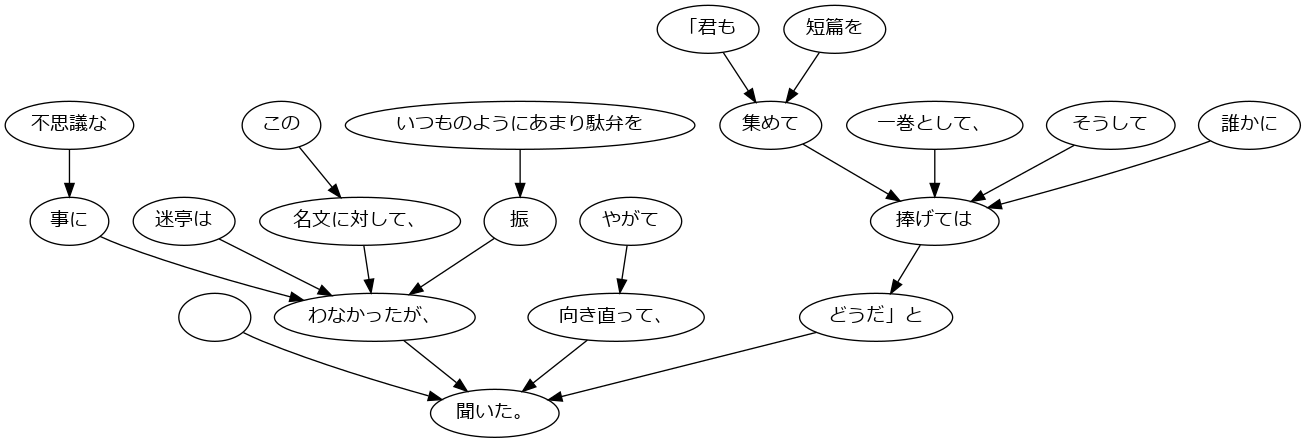 「君も
短篇を
不思議な
この
いつものようにあまり駄弁を
集めて
一巻として、
そうして
誰かに
事に
迷亭は
名文に対して、
振
やがて
捧げては
わなかったが、
向き直って、
どうだ」と
聞いた。